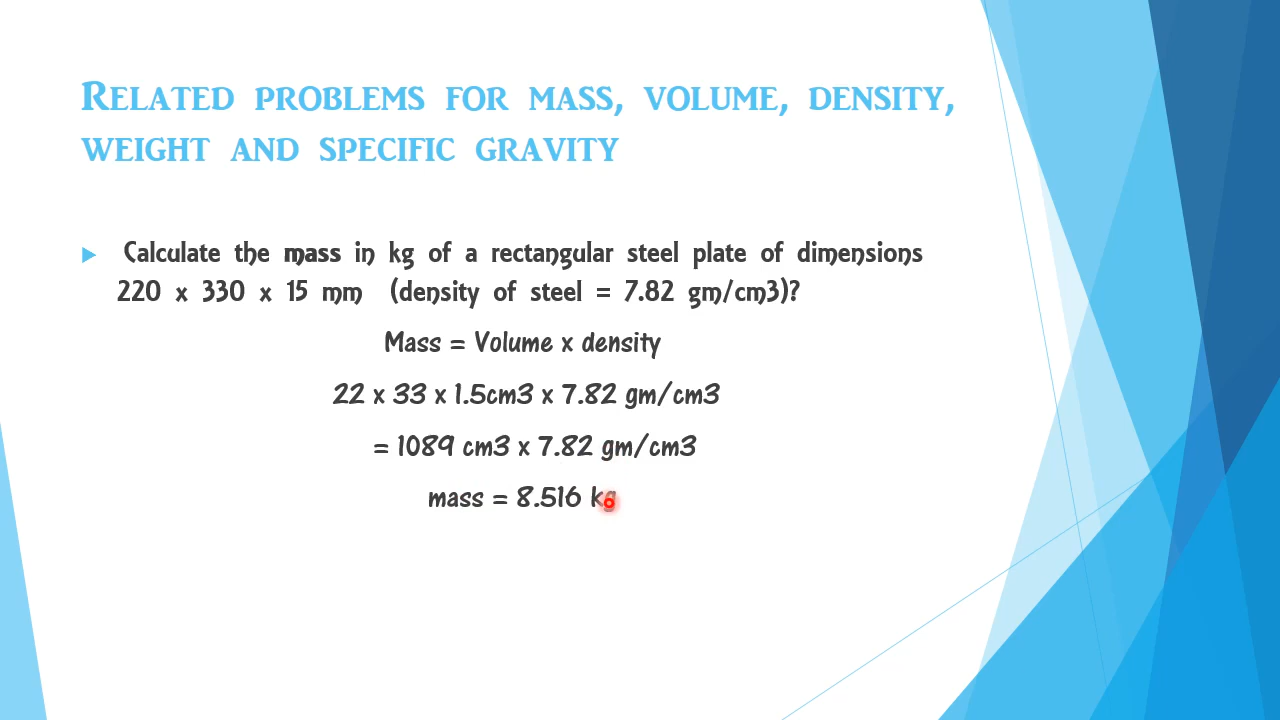 RELATED PROBLEMS FOR MASS, VOLUME, DENSITY,
WEIGHT AND SPECIFIC GRAVITY
Calculate the mass in kg of a rectangular steel plate of dimensions
220 x 330 x 15 mm (density of steel = 7.82 gm/cm3)?
Mass = Volume x density
22 x 33 x 1.5cm3 x 7.82 gm/cm3
= 1089 cm3 x 7.82 gm/cm3
mass = 8.516 kg